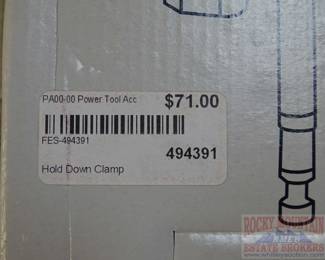 PA00-00 Power Tool Acc $71.00
FES-494391
494391
Hold Down Clamp
ROCKY MOUNTAIN
ESTATE BROKERS